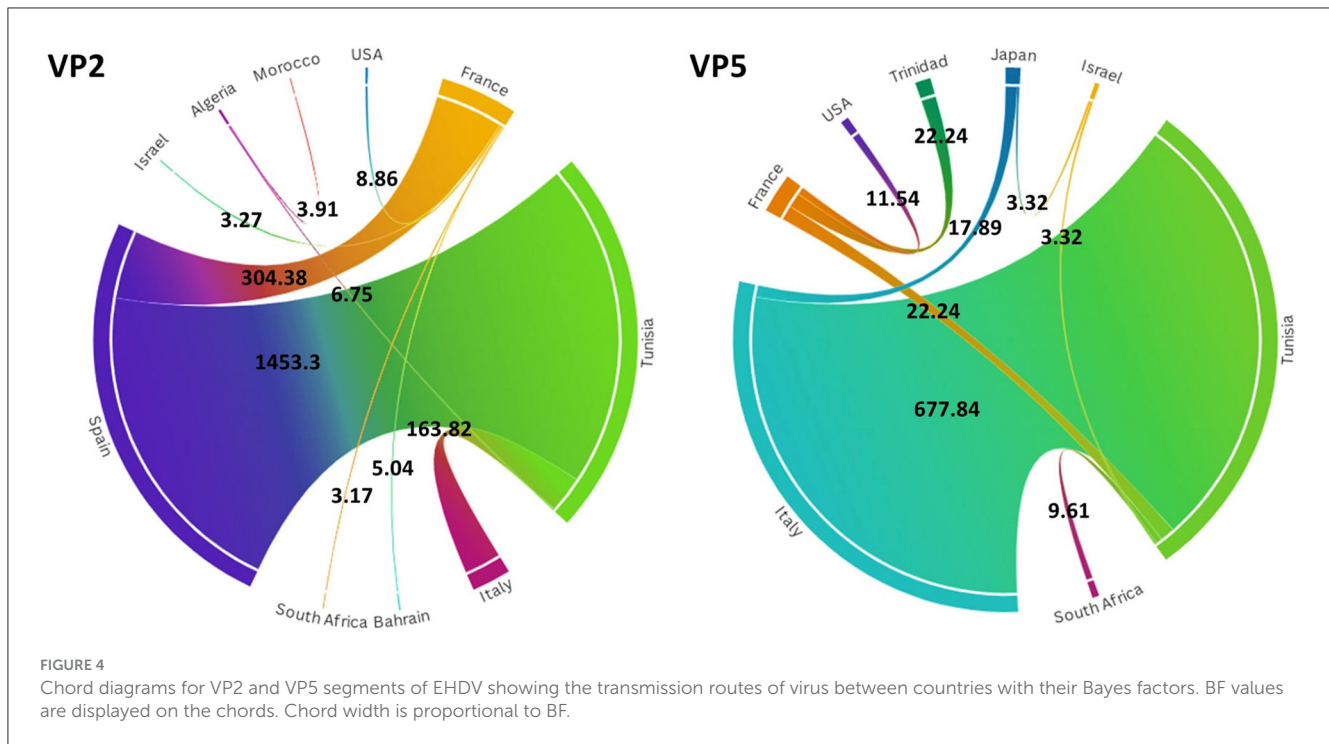 VP2
USA
Morocco
France
Algeria
Israel
8.86
3.91
3.27
304.38
6.75
1453.3
Tunisia
Spain
163.82
5.04
3.17
Italy
South Africa
Bahrain
VP5
Japan
Israel
Trinidad
USA
22.24
France
11.54
3.32
17.89
3.32
22.24
Tunisia
677.84
9.61
Italy
South Africa
FIGURE 4
Chord diagrams for VP2 and VP5 segments of EHDV showing the transmission routes of virus between countries with their Bayes factors. BF values
are displayed on the chords. Chord width is proportional to BF.